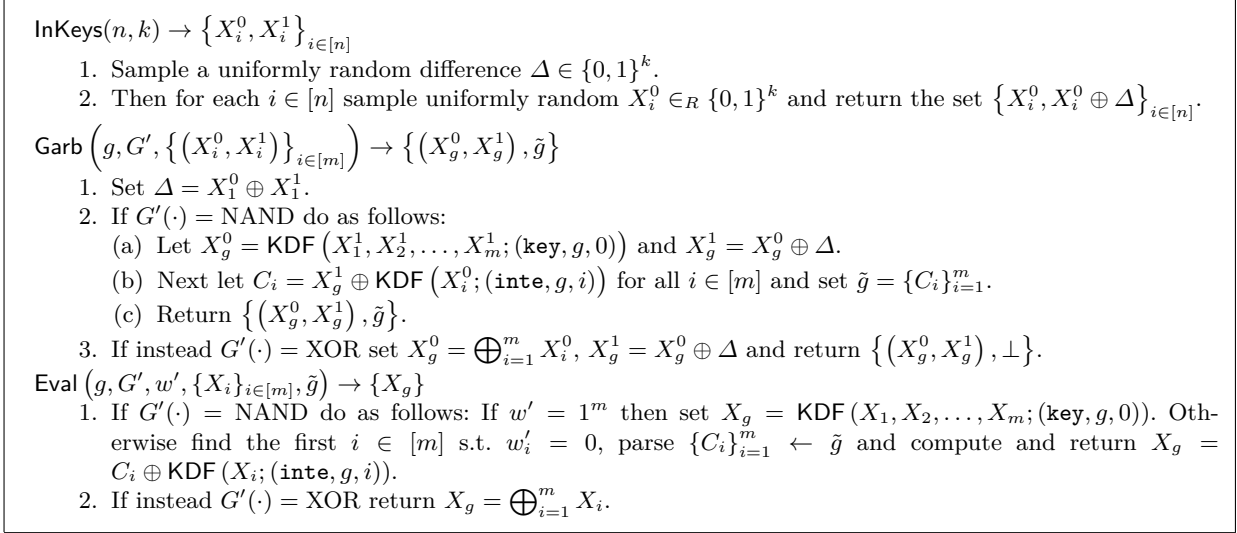 InKeys(n, k) → {X_i^0, X_i^1}_{i∈[n]}
1. Sample a uniformly random difference Δ ∈ {0, 1}^k.
2. Then for each i ∈ [n] sample uniformly random X_i^0 ∈_R {0, 1}^k and return the set {X_i^0, X_i^0 ⊕ Δ}_{i∈[n]}.
Garb (g, G′, {(X_i^0, X_i^1)}_{i∈[m]}) → {(X_g^0, X_g^1), g̃}
1. Set Δ = X_1^0 ⊕ X_1^1.
2. If G′(·) = NAND do as follows:
(a) Let X_g^0 = KDF (X_1^1, X_2^1, . . . , X_m^1; (key, g, 0)) and X_g^1 = X_g^0 ⊕ Δ.
(b) Next let C_i = X_g^1 ⊕ KDF (X_i^0; (inte, g, i)) for all i ∈ [m] and set g̃ = {C_i}_{i=1}^m.
(c) Return {(X_g^0, X_g^1), g̃}.
3. If instead G′(·) = XOR set X_g^0 = ⊕_{i=1}^m X_i^0, X_g^1 = X_g^0 ⊕ Δ and return {(X_g^0, X_g^1), ⊥}.
Eval (g, G′, w′, {X_i}_{i∈[m]}, g̃) → {X_g}
1. If G′(·) = NAND do as follows: If w′ = 1^m then set X_g = KDF (X_1, X_2, . . . , X_m; (key, g, 0)). Oth-
erwise find the first i ∈ [m] s.t. w′_i = 0, parse {C_i}_{i=1}^m ← g̃ and compute and return X_g =
C_i ⊕ KDF (X_i; (inte, g, i)).
2. If instead G′(·) = XOR return X_g = ⊕_{i=1}^m X_i.